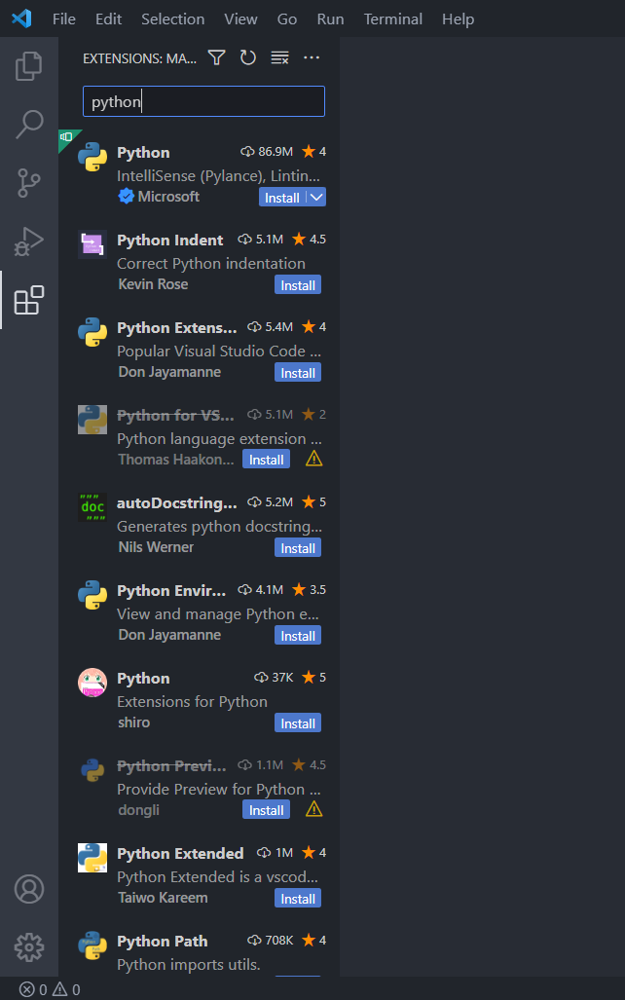 File Edit Selection View Go Run Terminal Help
EXTENSIONS: MA...
python
Python 86.9M 4
IntelliSense (Pylance), Lintin...
Microsoft Install
Python Indent 5.1M 4.5
Correct Python indentation
Kevin Rose Install
Python Extens... 5.4M 4
Popular Visual Studio Code ...
Don Jayamanne Install
Python for VS... 5.1M 2
Python language extension ...
Thomas Haakon... Install
""" doc """
autoDocstring... 5.2M 5
Generates python docstring...
Nils Werner Install
Python Envir... 4.1M 3.5
View and manage Python e...
Don Jayamanne Install
Python 37K 5
Extensions for Python
shiro Install
Python Previ... 1.1M 4.5
Provide Preview for Python ...
dongli Install
Python Extended 1M 4
Python Extended is a vscod...
Taiwo Kareem Install
Python Path 708K 4
Python imports utils.
0 0